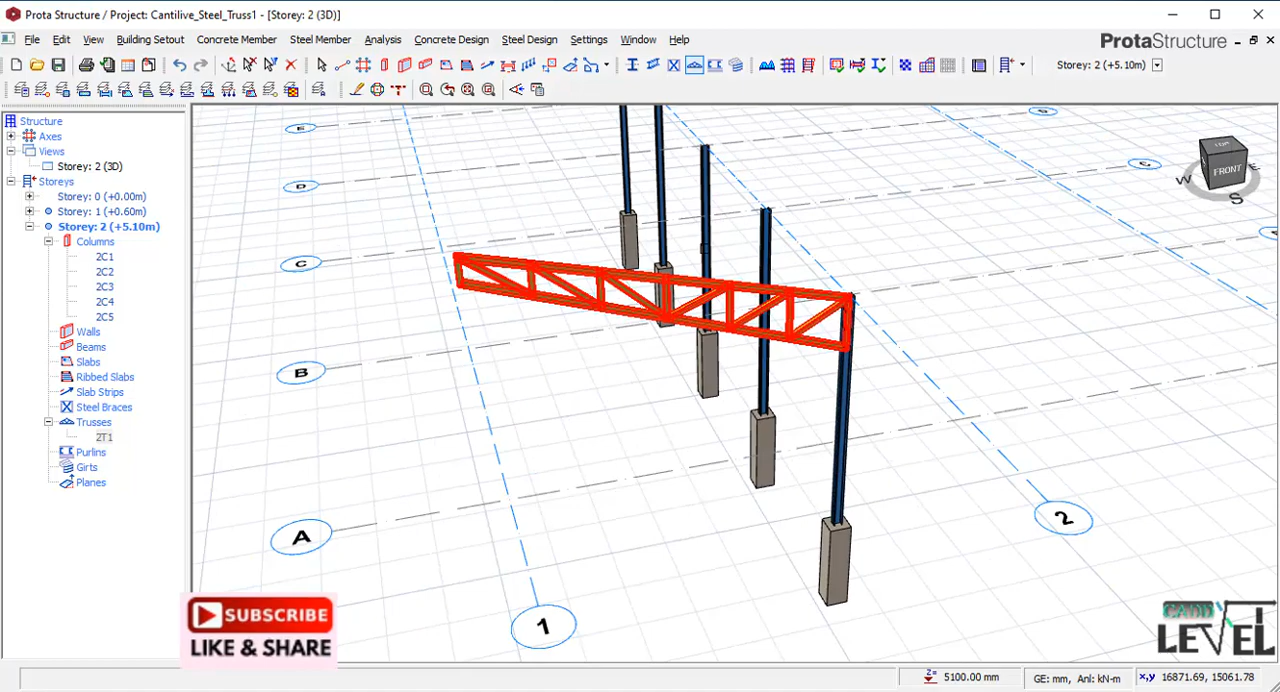 Prota Structure / Project: Cantilive_Steel_Truss1 - [Storey: 2 (3D)]
File Edit View Building Setout Concrete Member Steel Member Analysis Concrete Design Steel Design Settings Window Help
ProtaStructure
Storey: 2 (+5.10m)
Structure
Axes
Views
Storey: 2 (3D)
Storeys
Storey: 0 (+0.00m)
Storey: 1 (+0.60m)
Storey: 2 (+5.10m)
Columns
2C1
2C2
2C3
2C4
2C5
Walls
Beams
Slabs
Ribbed Slabs
Slab Strips
Steel Braces
Trusses
2T1
Purlins
Girts
Planes
E
D
C
B
A
1
2
C
TOP
FRONT
W
E
S
SUBSCRIBE
LIKE & SHARE
CADD
LEVEL
Z= 5100.00 mm
GE: mm, Anl: kN-m
x,y 16871.69, 15061.78